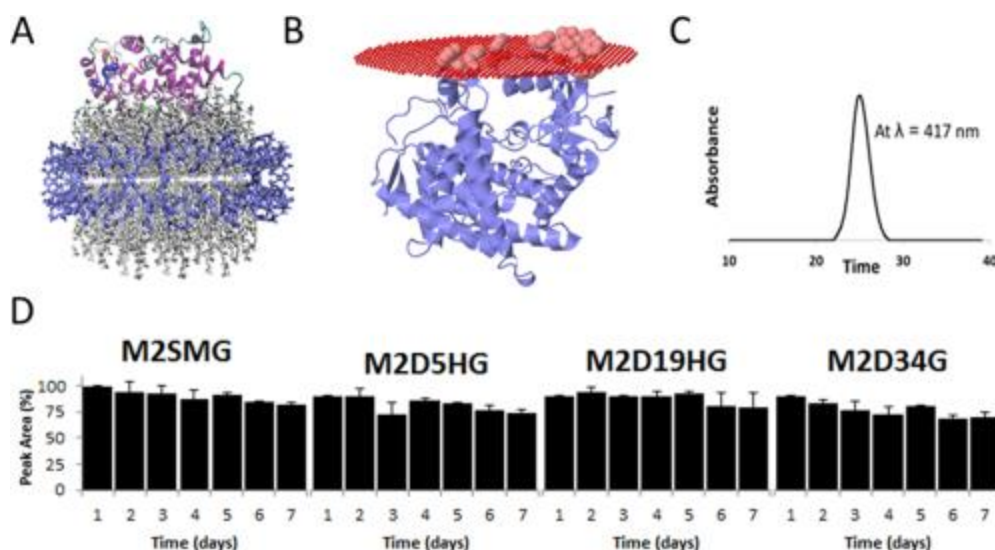 A
B
C
Absorbance
At λ = 417 nm
10 20 30 40
Time
D
M2SMG M2D5HG M2D19HG M2D34G
Peak Area (%)
100
75
50
25
0
1 2 3 4 5 6 7 1 2 3 4 5 6 7 1 2 3 4 5 6 7 1 2 3 4 5 6 7
Time (days) Time (days) Time (days) Time (days)